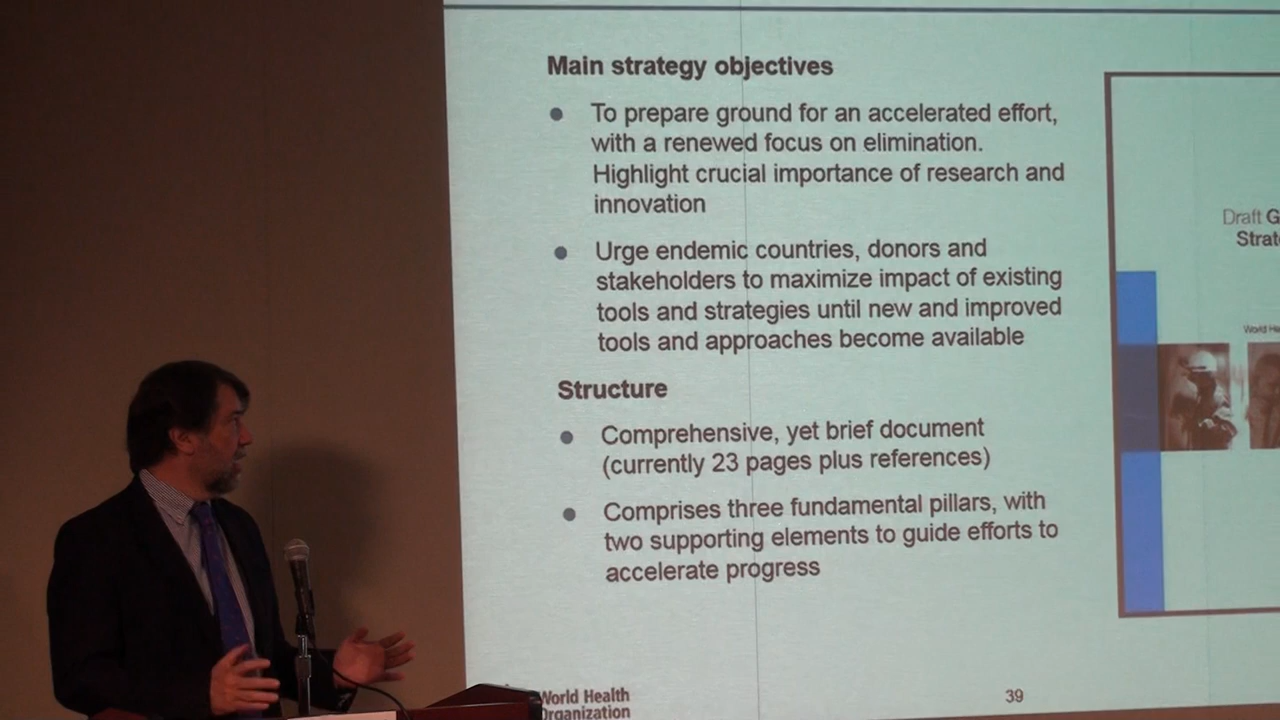 Main strategy objectives
To prepare ground for an accelerated effort,
with a renewed focus on elimination.
Highlight crucial importance of research and
innovation
Urge endemic countries, donors and
stakeholders to maximize impact of existing
tools and strategies until new and improved
tools and approaches become available
Structure
Comprehensive, yet brief document
(currently 23 pages plus references)
Comprises three fundamental pillars, with
two supporting elements to guide efforts to
accelerate progress
Draft
World Health
Organization
39